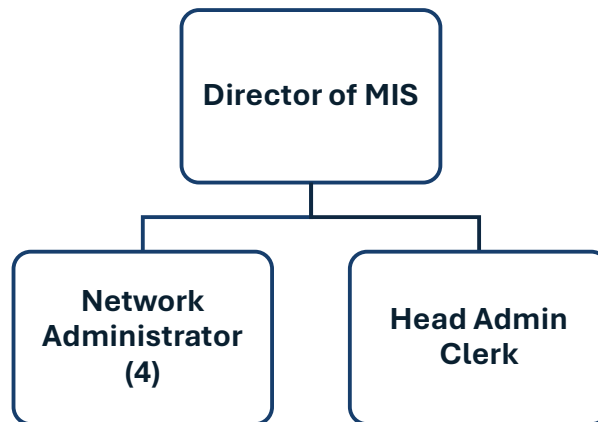 Director of MIS
Network
Administrator
(4)
Head Admin
Clerk